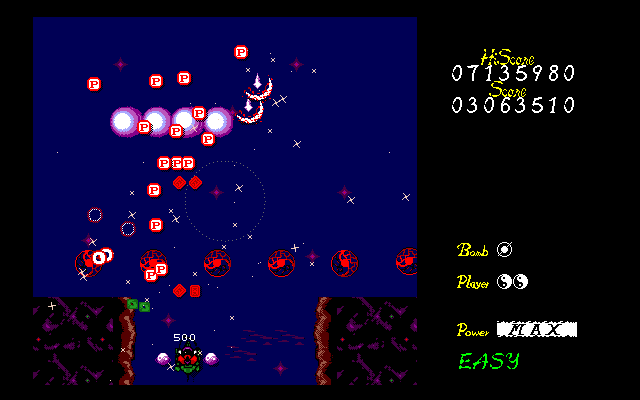 HiScore
07135980
Score
03063510
P
P P P
P P P P
P P P
P
P
P P
Bomb
Player
Power MAX
500
EASY